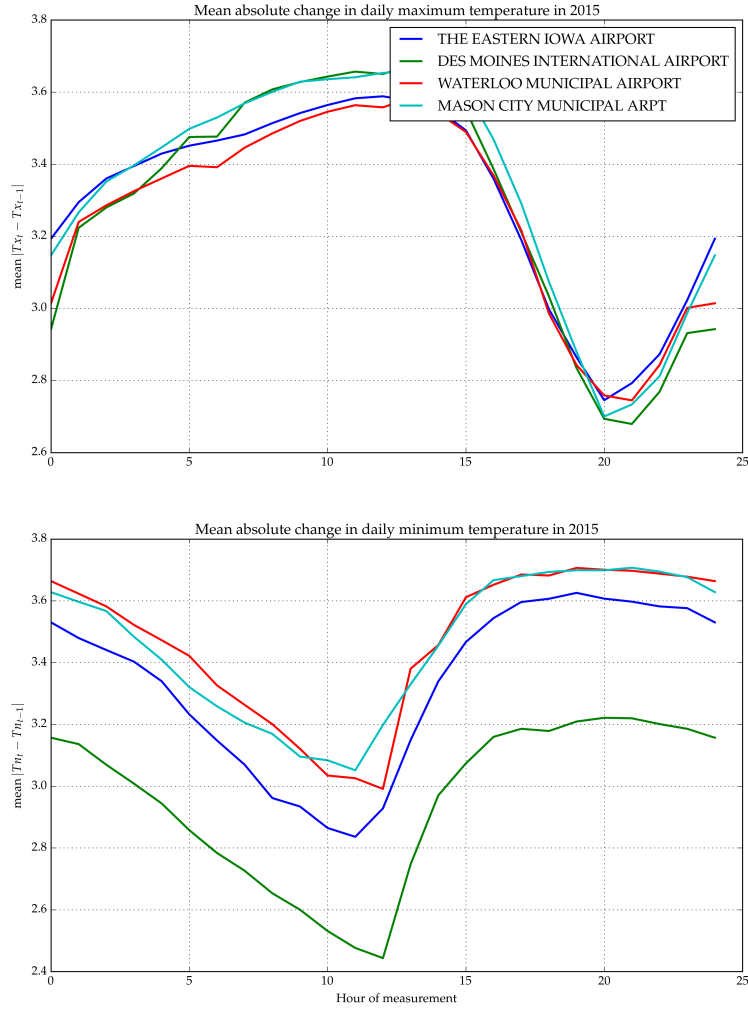 Mean absolute change in daily maximum temperature in 2015
3.8
3.6
3.4
3.2
3.0
2.8
2.6
mean |Tx_t − Tx_{t−1}|
THE EASTERN IOWA AIRPORT
DES MOINES INTERNATIONAL AIRPORT
WATERLOO MUNICIPAL AIRPORT
MASON CITY MUNICIPAL ARPT
0 5 10 15 20 25
Mean absolute change in daily minimum temperature in 2015
3.8
3.6
3.4
3.2
3.0
2.8
2.6
2.4
mean |Tn_t − Tn_{t−1}|
0 5 10 15 20 25
Hour of measurement